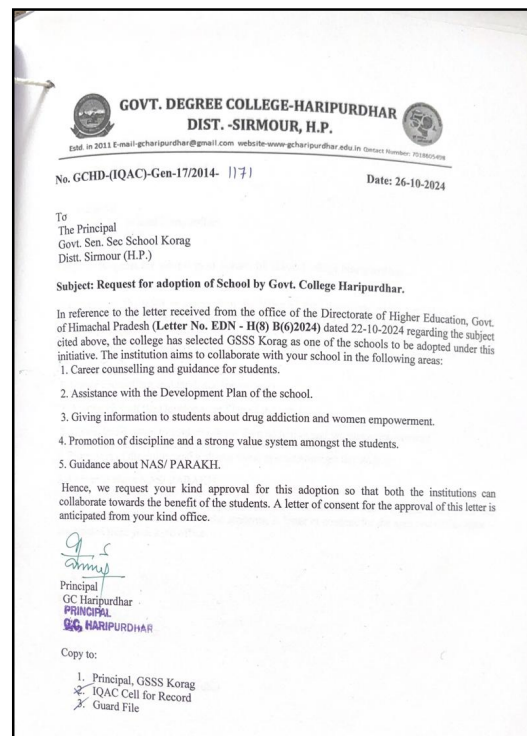 GOVT. DEGREE COLLEGE-HARIPURDHAR
DIST. -SIRMOUR, H.P.
Estd. in 2011 E-mail-gcharipurdhar@gmail.com website-www-gcharipurdhar.edu.in Contact Number: 7018605498
No. GCHD-(IQAC)-Gen-17/2014- 1171
Date: 26-10-2024
To
The Principal
Govt. Sen. Sec School Korag
Distt. Sirmour (H.P.)
Subject: Request for adoption of School by Govt. College Haripurdhar.
In reference to the letter received from the office of the Directorate of Higher Education, Govt.
of Himachal Pradesh (Letter No. EDN - H(8) B(6)2024) dated 22-10-2024 regarding the subject
cited above, the college has selected GSSS Korag as one of the schools to be adopted under this
initiative. The institution aims to collaborate with your school in the following areas:
1. Career counselling and guidance for students.
2. Assistance with the Development Plan of the school.
3. Giving information to students about drug addiction and women empowerment.
4. Promotion of discipline and a strong value system amongst the students.
5. Guidance about NAS/ PARAKH.
Hence, we request your kind approval for this adoption so that both the institutions can
collaborate towards the benefit of the students. A letter of consent for the approval of this letter is
anticipated from your kind office.
Principal
GC Haripurdhar
PRINCIPAL
G.C. HARIPURDHAR
Copy to:
1. Principal, GSSS Korag
2. IQAC Cell for Record
3. Guard File